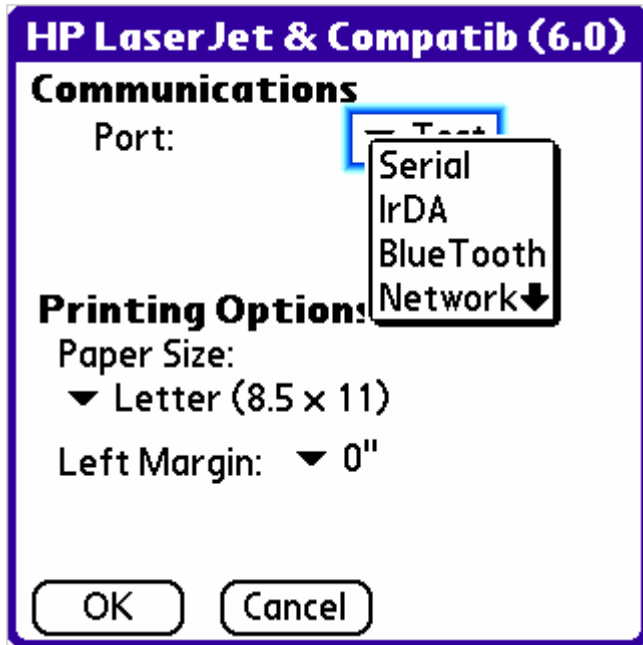 HP LaserJet & Compatib (6.0)
Communications
Port:
Serial
IrDA
BlueTooth
Network
Printing Option
Paper Size:
Letter (8.5 x 11)
Left Margin: 0"
OK Cancel